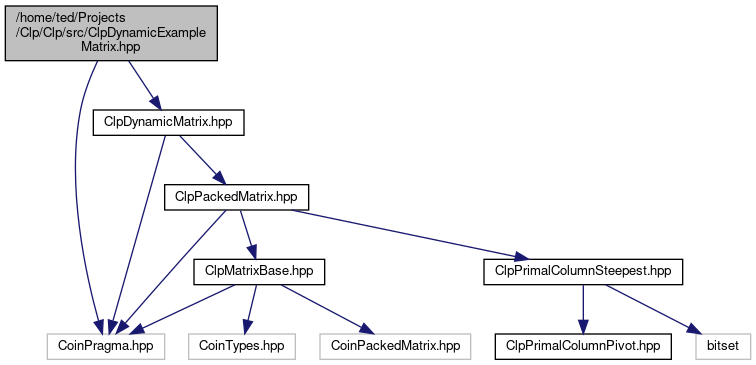 /home/ted/Projects
/Clp/Clp/src/ClpDynamicExample
Matrix.hpp
ClpDynamicMatrix.hpp
ClpPackedMatrix.hpp
ClpMatrixBase.hpp
ClpPrimalColumnSteepest.hpp
CoinPragma.hpp
CoinTypes.hpp
CoinPackedMatrix.hpp
ClpPrimalColumnPivot.hpp
bitset